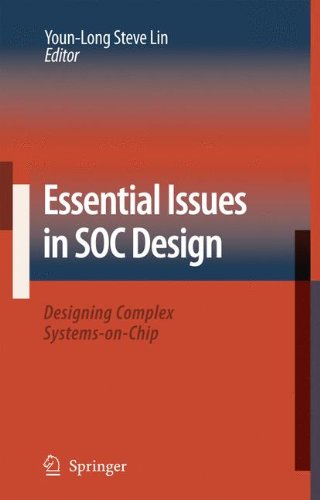 Youn-Long Steve Lin
Editor
Essential Issues
in SOC Design
Designing Complex
Systems-on-Chip
Springer